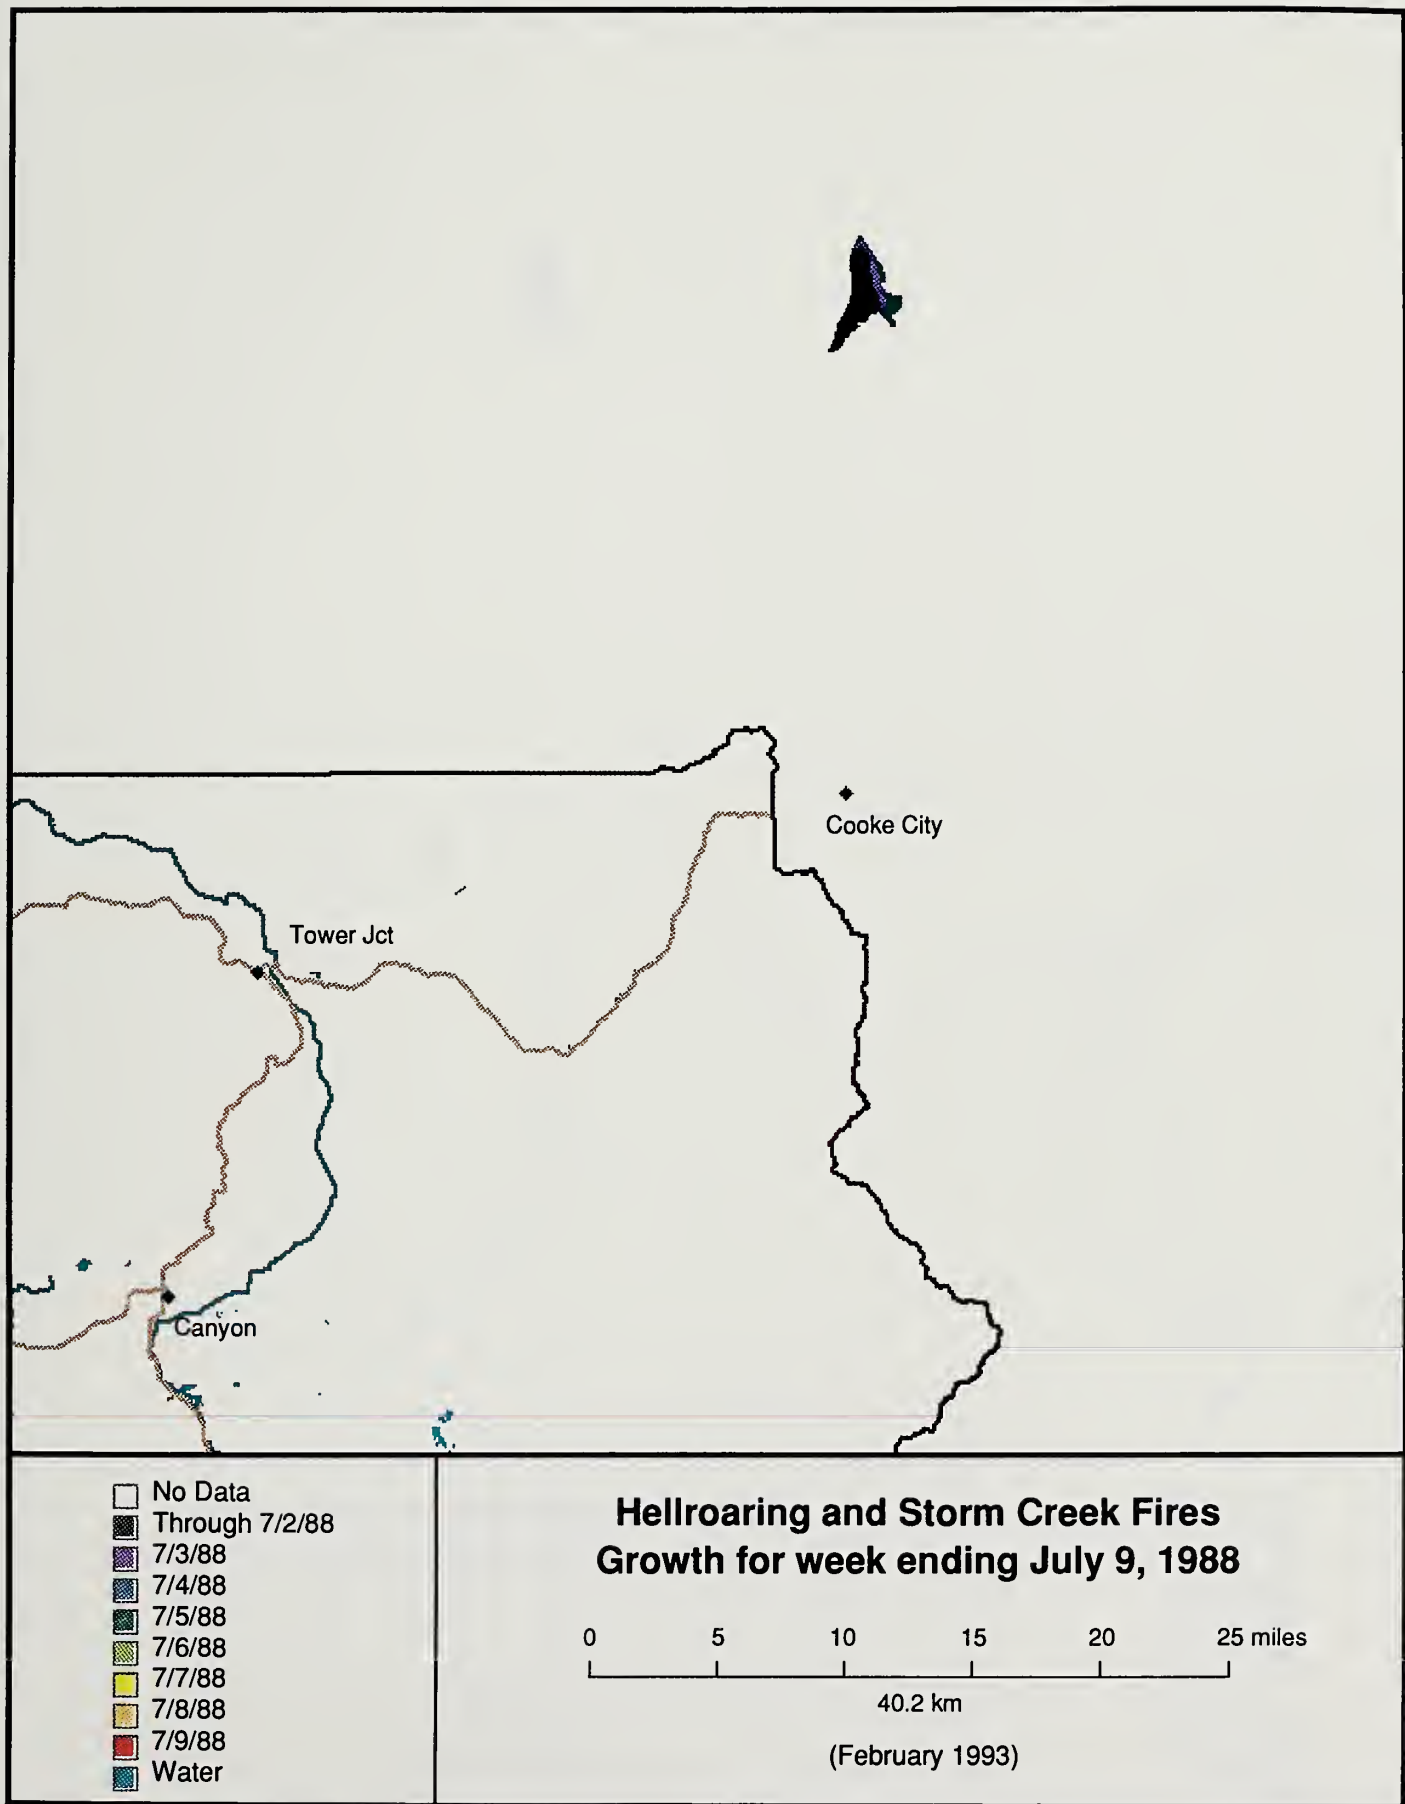 Cooke City
Tower Jct
Canyon
No Data
Through 7/2/88
7/3/88
7/4/88
7/5/88
7/6/88
7/7/88
7/8/88
7/9/88
Water
Hellroaring and Storm Creek Fires
Growth for week ending July 9, 1988
0 5 10 15 20 25 miles
40.2 km
(February 1993)